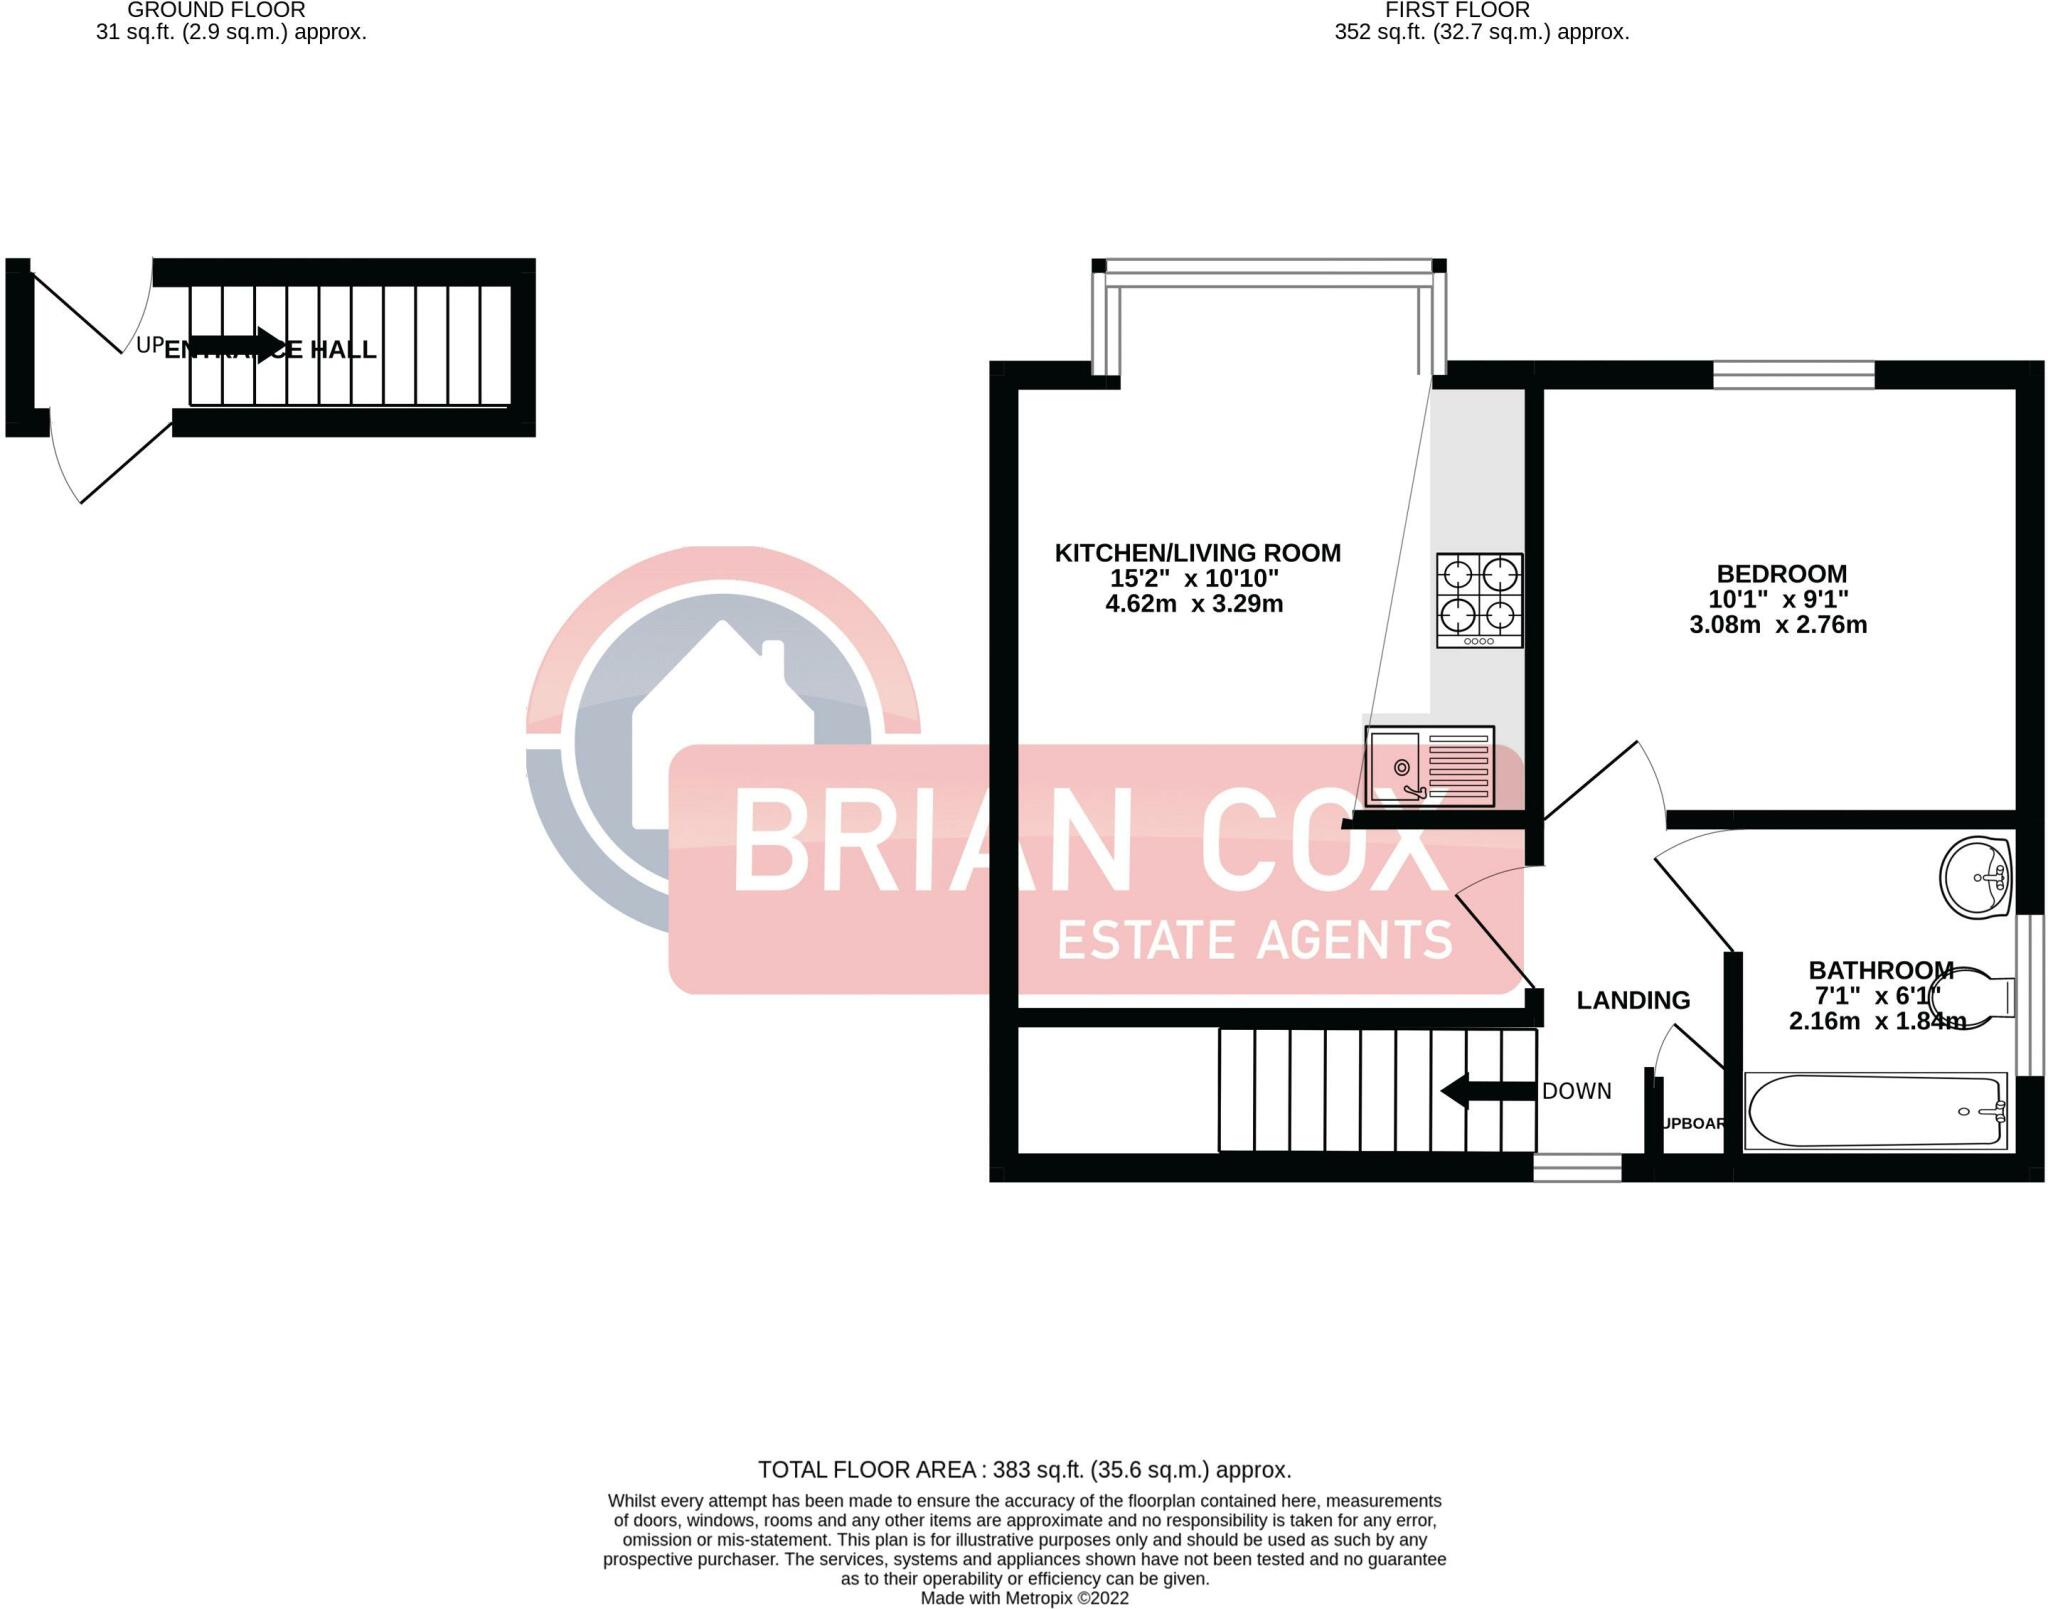 GROUND FLOOR
31 sq.ft. (2.9 sq.m.) approx.
FIRST FLOOR
352 sq.ft. (32.7 sq.m.) approx.
UP
ENTRANCE HALL
KITCHEN/LIVING ROOM
15'2" x 10'10"
4.62m x 3.29m
BEDROOM
10'1" x 9'1"
3.08m x 2.76m
BRIAN COX
ESTATE AGENTS
LANDING
BATHROOM
7'1" x 6'1"
2.16m x 1.84m
DOWN
UPBOAR
TOTAL FLOOR AREA : 383 sq.ft. (35.6 sq.m.) approx.
Whilst every attempt has been made to ensure the accuracy of the floorplan contained here, measurements
of doors, windows, rooms and any other items are approximate and no responsibility is taken for any error,
omission or mis-statement. This plan is for illustrative purposes only and should be used as such by any
prospective purchaser. The services, systems and appliances shown have not been tested and no guarantee
as to their operability or efficiency can be given.
Made with Metropix ©2022